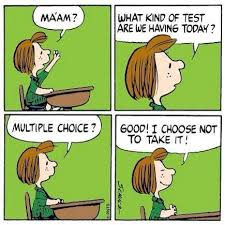 MA'AM?
WHAT KIND OF TEST
ARE WE HAVING TODAY?
MULTIPLE CHOICE?
GOOD! I CHOOSE NOT
TO TAKE IT!